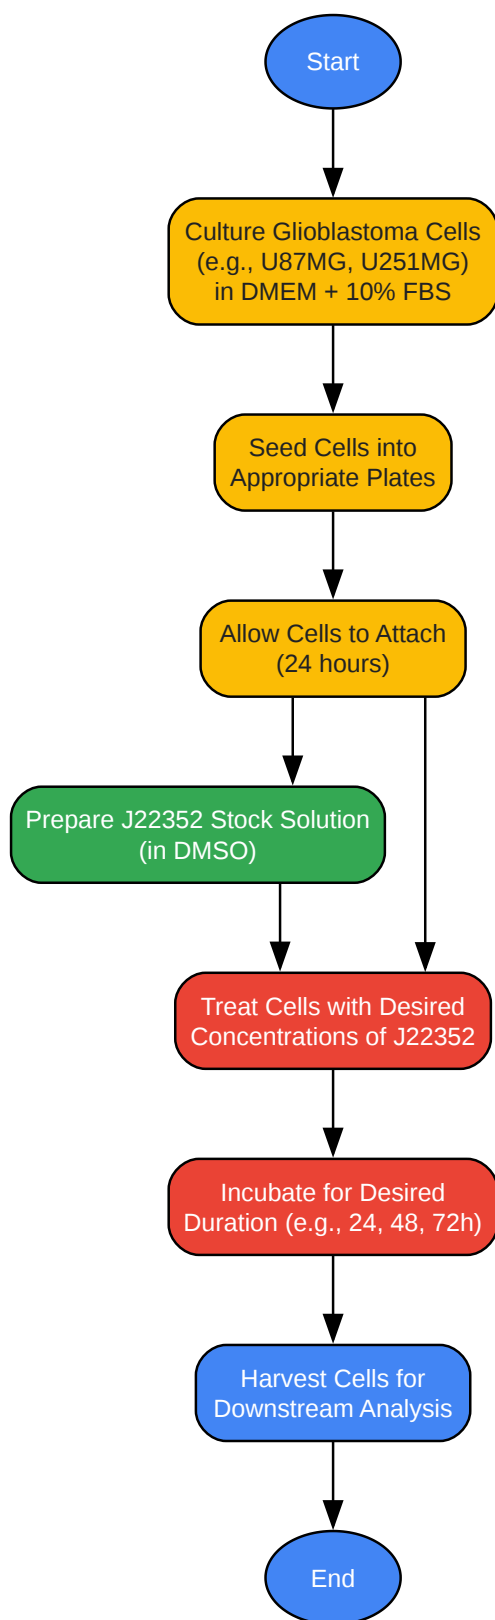 Start
Culture Glioblastoma Cells
(e.g., U87MG, U251MG)
in DMEM + 10% FBS
Seed Cells into
Appropriate Plates
Allow Cells to Attach
(24 hours)
Prepare J22352 Stock Solution
(in DMSO)
Treat Cells with Desired
Concentrations of J22352
Incubate for Desired
Duration (e.g., 24, 48, 72h)
Harvest Cells for
Downstream Analysis
End